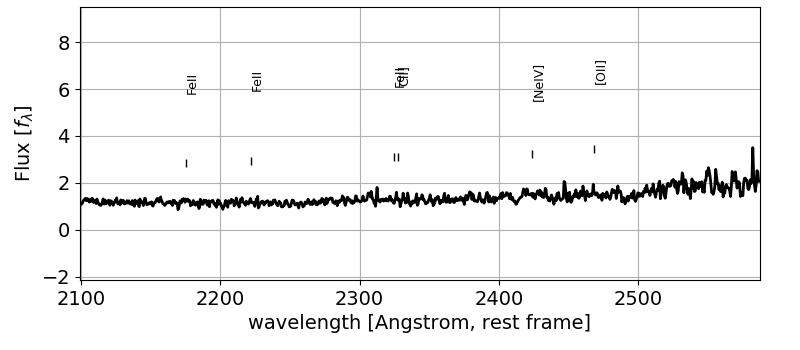 8
6
4
2
0
−2
Flux [fλ]
FeII
FeII
FeII
CII]
[NeIV]
[OII]
2100
2200
2300
2400
2500
wavelength [Angstrom, rest frame]